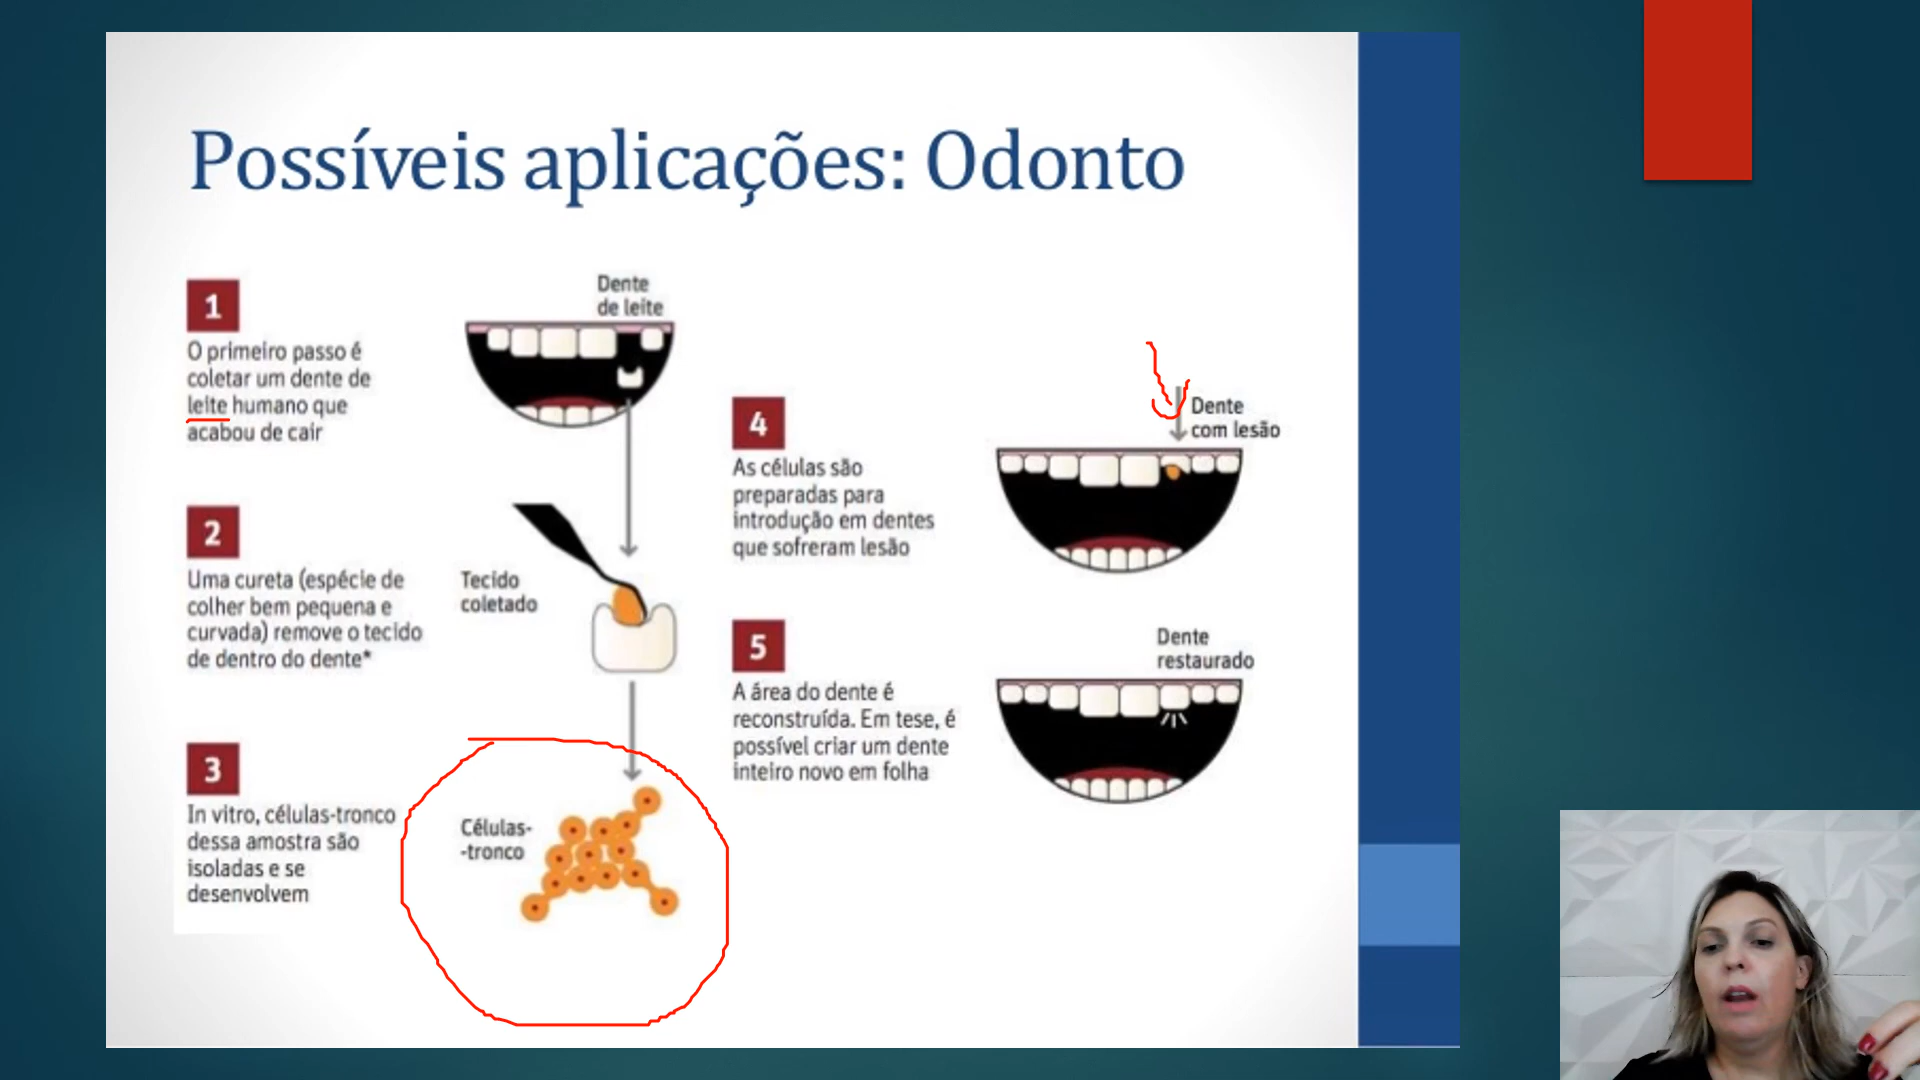 Possíveis aplicações: Odonto
1
O primeiro passo é
coletar um dente de
leite humano que
acabou de cair
Dente
de leite
2
Uma cureta (espécie de
colher bem pequena e
curvada) remove o tecido
de dentro do dente*
Tecido
coletado
3
In vitro, células-tronco
dessa amostra são
isoladas e se
desenvolvem
Células-
-tronco
4
As células são
preparadas para
introdução em dentes
que sofreram lesão
Dente
com lesão
5
A área do dente é
reconstruída. Em tese, é
possível criar um dente
inteiro novo em folha
Dente
restaurado